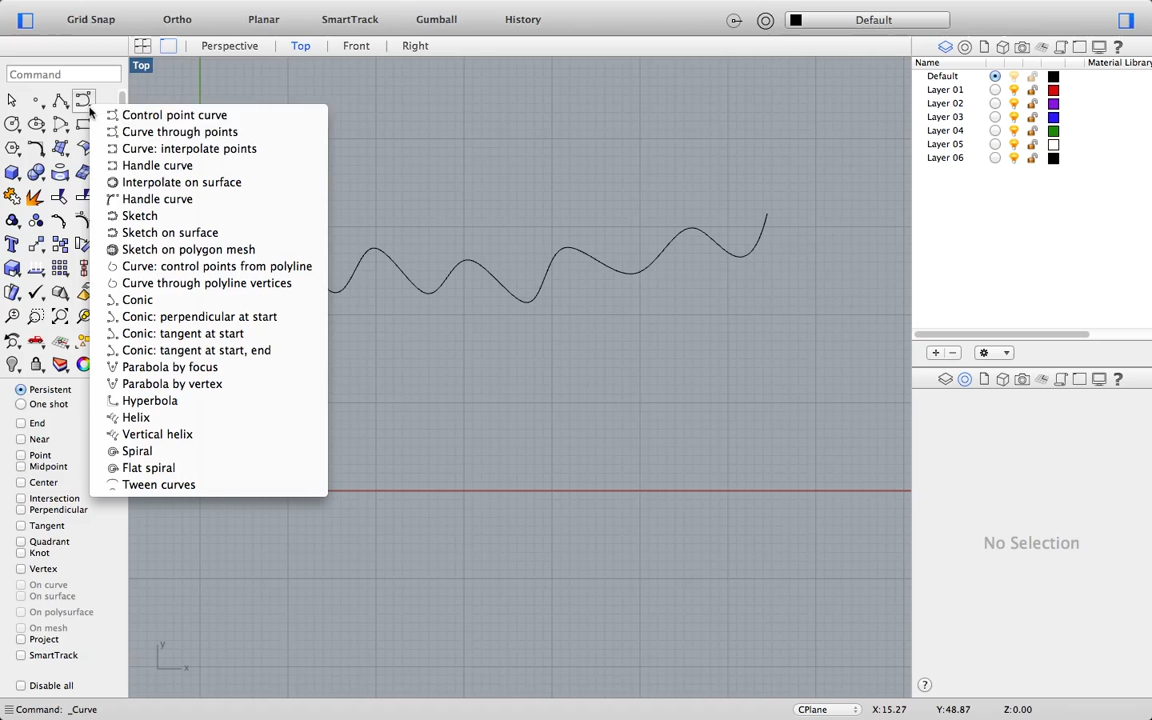 Grid Snap Ortho Planar SmartTrack Gumball History Default
Perspective Top Front Right
Top
Command
Control point curve
Curve through points
Curve: interpolate points
Handle curve
Interpolate on surface
Handle curve
Sketch
Sketch on surface
Sketch on polygon mesh
Curve: control points from polyline
Curve through polyline vertices
Conic
Conic: perpendicular at start
Conic: tangent at start
Conic: tangent at start, end
Parabola by focus
Parabola by vertex
Hyperbola
Helix
Vertical helix
Spiral
Flat spiral
Tween curves
Persistent
One shot
End
Near
Point
Midpoint
Center
Intersection
Perpendicular
Tangent
Quadrant
Knot
Vertex
On curve
On surface
On polysurface
On mesh
Project
SmartTrack
Disable all
y
x
Name Material Library
Default
Layer 01
Layer 02
Layer 03
Layer 04
Layer 05
Layer 06
No Selection
Command: _Curve CPlane X:15.27 Y:48.87 Z:0.00